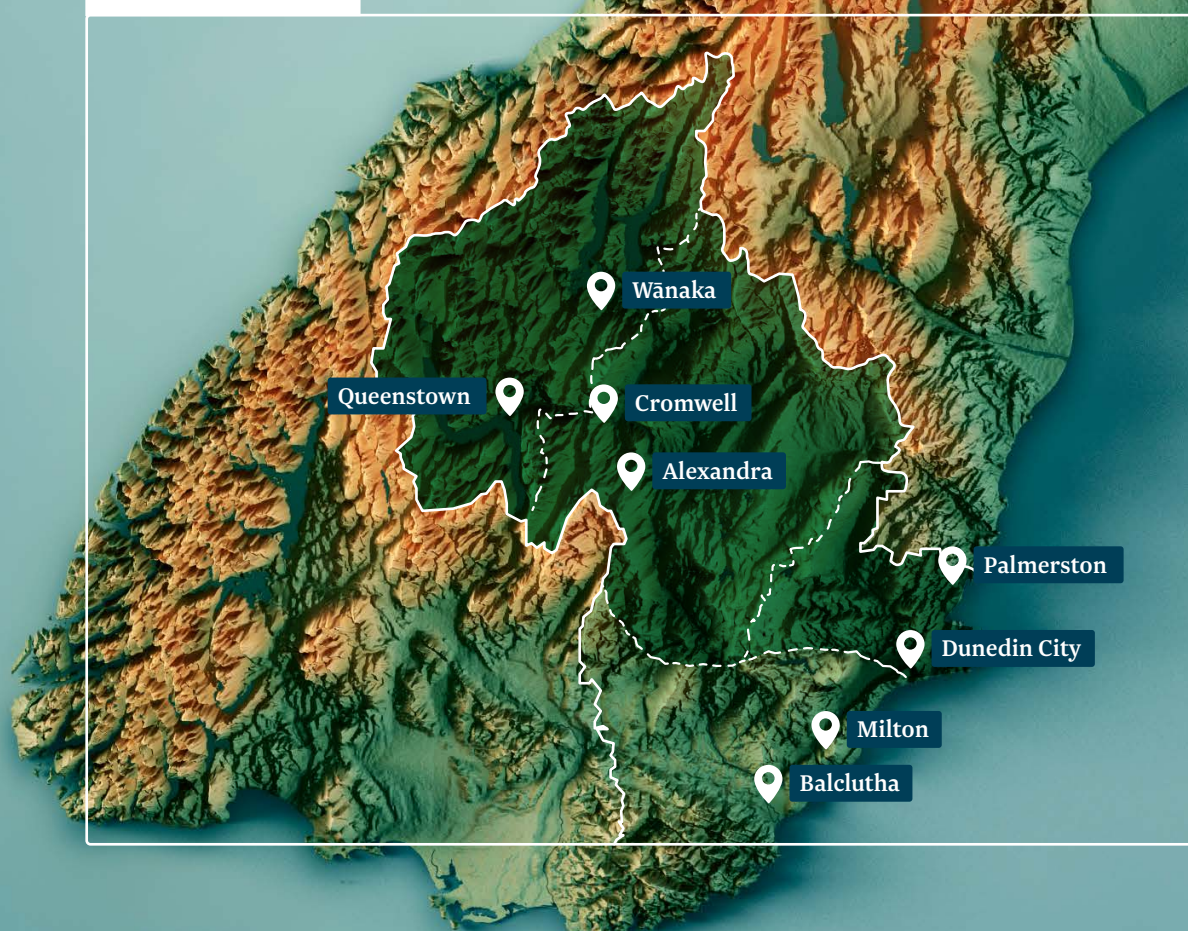 Wānaka
Queenstown
Cromwell
Alexandra
Palmerston
Dunedin City
Milton
Balclutha